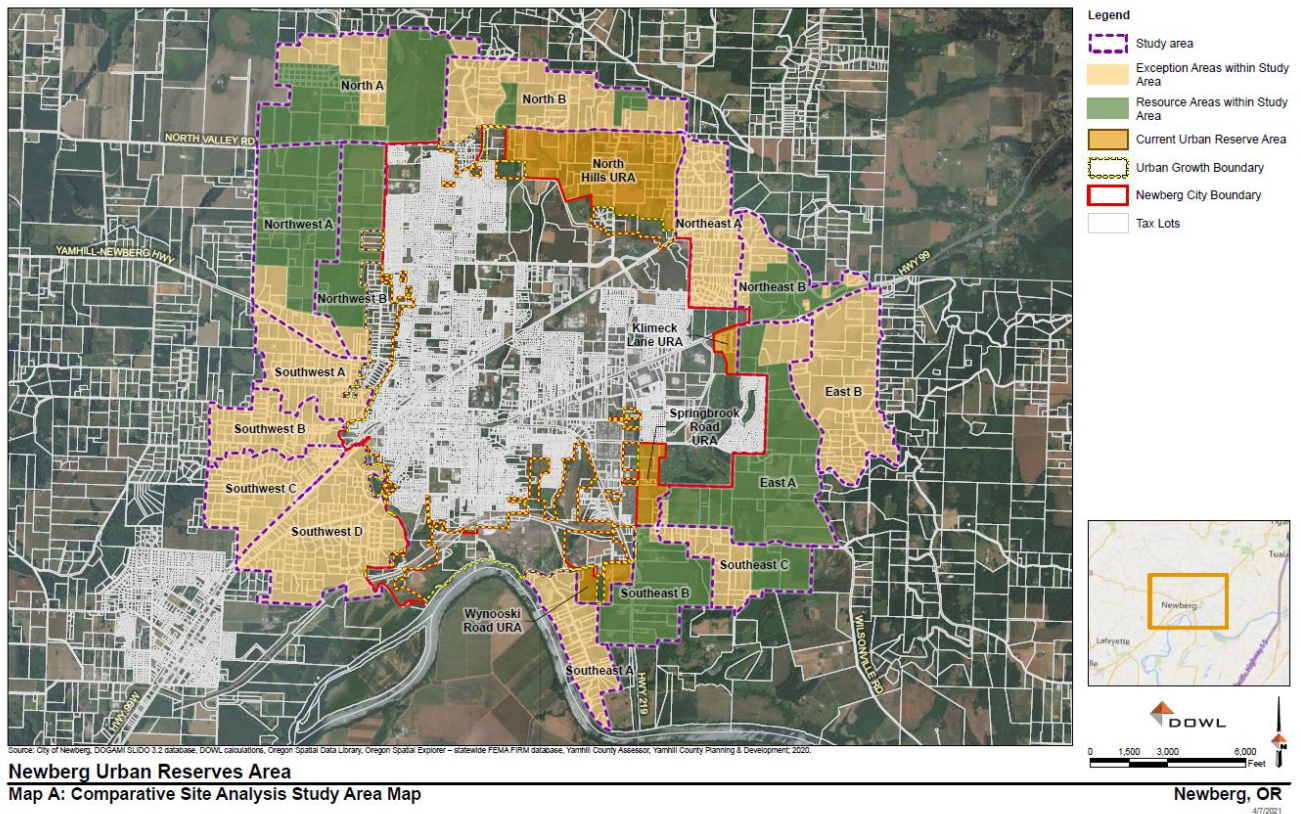 Legend
Study area
Exception Areas within Study
Area
Resource Areas within Study
Area
Current Urban Reserve Area
Urban Growth Boundary
Newberg City Boundary
Tax Lots
North A
North B
NORTH VALLEY RD
North
Hills URA
Northwest A
Northeast A
YAMHILL-NEWBERG HWY
HWY 99
Northwest B
Northeast B
Klimeck
Lane URA
Southwest A
East B
Springbrook
Road
URA
Southwest B
Southwest C
East A
Southwest D
Southeast C
Southeast B
Wynooski
Road URA
WILSONVILLE RD
Southeast A
HWY 219
HWY 99W
Tigar
Tuala
Newberg
Lafayette
lle
DOWL
N
0 1,500 3,000 6,000
Feet
Source: City of Newberg, DOGAMI SLIDO 3.2 database, DOWL calculations, Oregon Spatial Data Library, Oregon Spatial Explorer – statewide FEMA FIRM database, Yamhill County Assessor, Yamhill County Planning & Development; 2020.
Newberg Urban Reserves Area
Map A: Comparative Site Analysis Study Area Map
Newberg, OR
4/7/2021